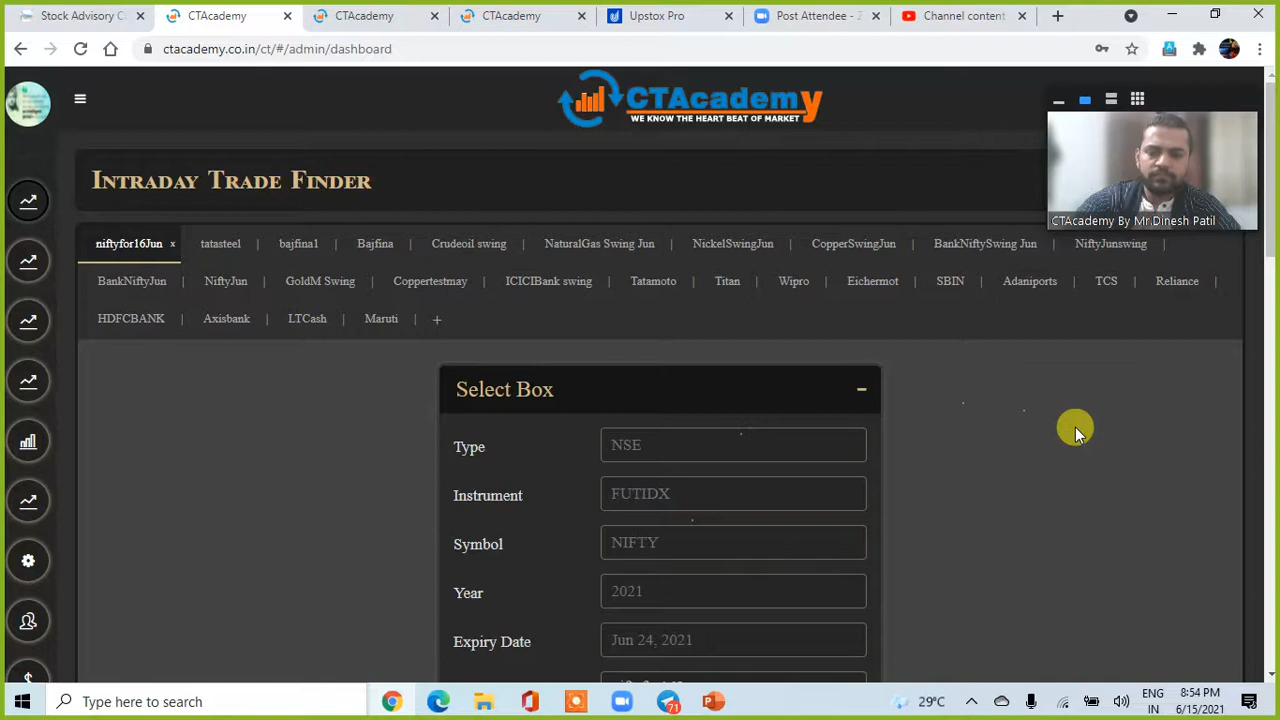 Stock Advisory C
CTAcademy
CTAcademy
CTAcademy
Upstox Pro
Post Attendee - Z
Channel content
ctacademy.co.in/ct/#/admin/dashboard
CTAcademy
WE KNOW THE HEART BEAT OF MARKET
CTAcademy By Mr.Dinesh Patil
INTRADAY TRADE FINDER
niftyfor16Jun x tatasteel | bajfina1 | Bajfina | Crudeoil swing | NaturalGas Swing Jun | NickelSwingJun | CopperSwingJun | BankNiftySwing Jun | NiftyJunswing |
BankNiftyJun | NiftyJun | GoldM Swing | Coppertestmay | ICICIBank swing | Tatamoto | Titan | Wipro | Eichermot | SBIN | Adaniports | TCS | Reliance |
HDFCBANK | Axisbank | LTCash | Maruti | +
Select Box
Type NSE
Instrument FUTIDX
Symbol NIFTY
Year 2021
Expiry Date Jun 24, 2021
Type here to search
71
29°C
ENG
IN
8:54 PM
6/15/2021